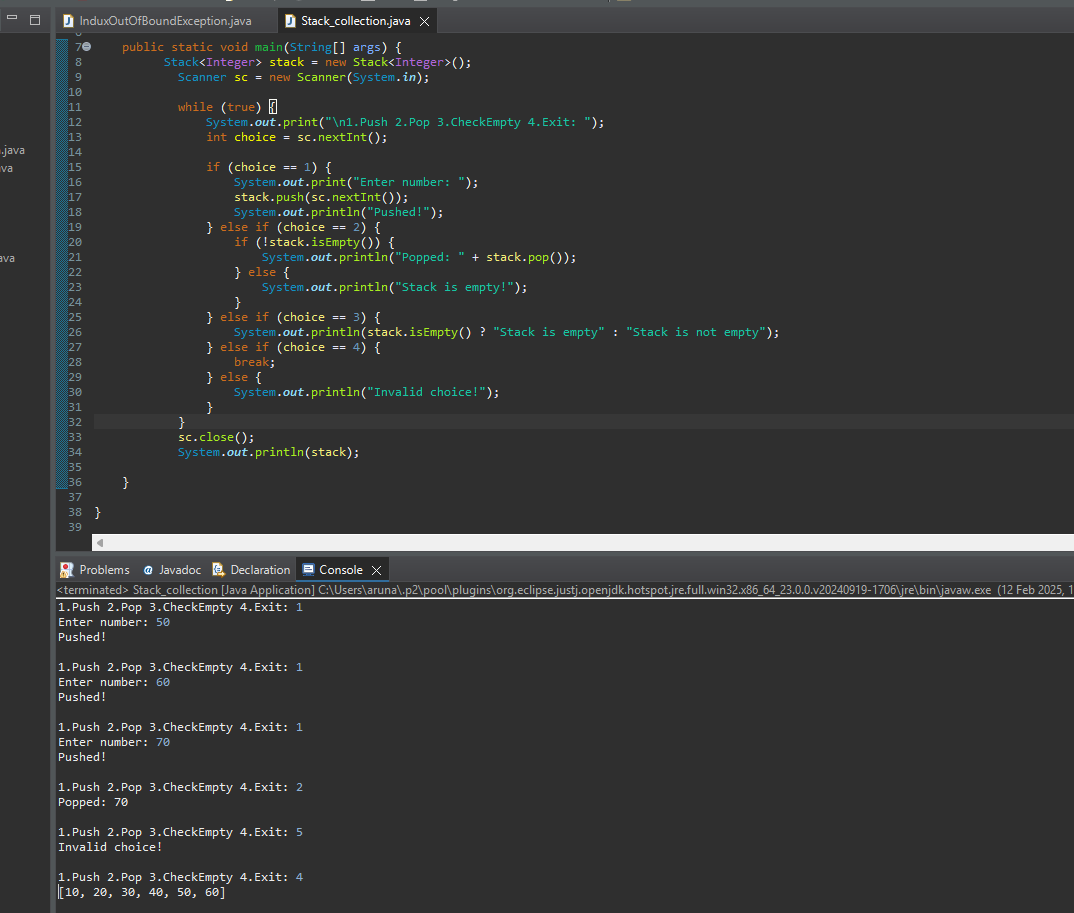 InduxOutOfBoundException.java Stack_collection.java
7 public static void main(String[] args) {
8 Stack<Integer> stack = new Stack<Integer>();
9 Scanner sc = new Scanner(System.in);
10
11 while (true) {
12 System.out.print("\n1.Push 2.Pop 3.CheckEmpty 4.Exit: ");
13 int choice = sc.nextInt();
14
.java
15 if (choice == 1) {
va
16 System.out.print("Enter number: ");
17 stack.push(sc.nextInt());
18 System.out.println("Pushed!");
19 } else if (choice == 2) {
20 if (!stack.isEmpty()) {
21 System.out.println("Popped: " + stack.pop());
ava
22 } else {
23 System.out.println("Stack is empty!");
24 }
25 } else if (choice == 3) {
26 System.out.println(stack.isEmpty() ? "Stack is empty" : "Stack is not empty");
27 } else if (choice == 4) {
28 break;
29 } else {
30 System.out.println("Invalid choice!");
31 }
32 }
33 sc.close();
34 System.out.println(stack);
35
36 }
37
38 }
39
Problems Javadoc Declaration Console
<terminated> Stack_collection [Java Application] C:\Users\aruna\.p2\pool\plugins\org.eclipse.justj.openjdk.hotspot.jre.full.win32.x86_64_23.0.0.v20240919-1706\jre\bin\javaw.exe (12 Feb 2025, 1
1.Push 2.Pop 3.CheckEmpty 4.Exit: 1
Enter number: 50
Pushed!
1.Push 2.Pop 3.CheckEmpty 4.Exit: 1
Enter number: 60
Pushed!
1.Push 2.Pop 3.CheckEmpty 4.Exit: 1
Enter number: 70
Pushed!
1.Push 2.Pop 3.CheckEmpty 4.Exit: 2
Popped: 70
1.Push 2.Pop 3.CheckEmpty 4.Exit: 5
Invalid choice!
1.Push 2.Pop 3.CheckEmpty 4.Exit: 4
[10, 20, 30, 40, 50, 60]